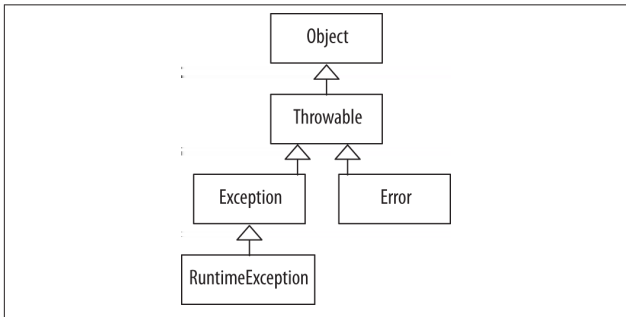 Object
Throwable
Exception
Error
RuntimeException